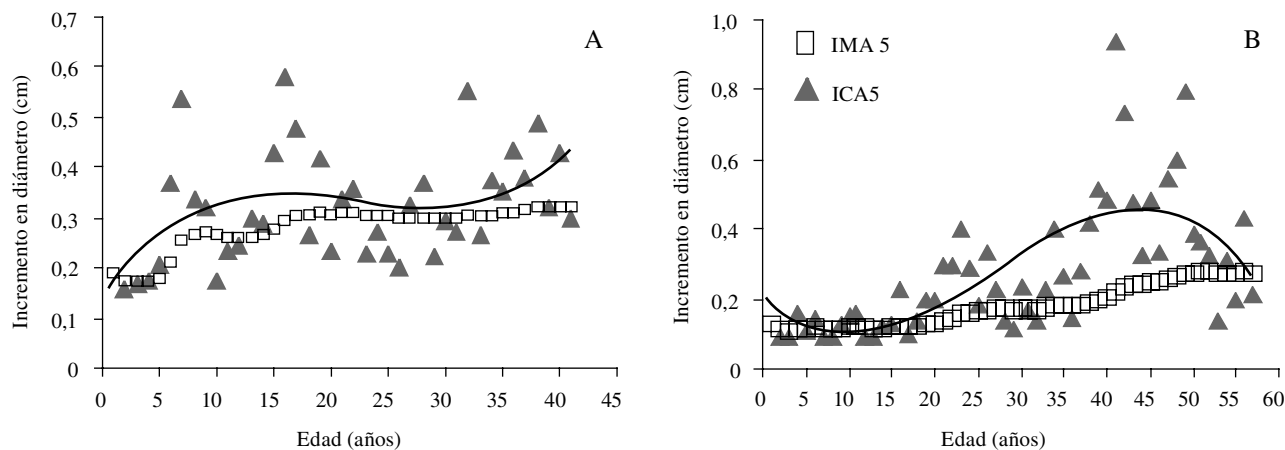 Incremento en diámetro (cm)
0,7
0,6
0,5
0,4
0,3
0,2
0,1
0
A
0 5 10 15 20 25 30 35 40 45
Edad (años)
Incremento en diámetro (cm)
1,0
0,8
0,6
0,4
0,2
0
IMA 5
ICA5
B
0 5 10 15 20 25 30 35 40 45 50 55 60
Edad (años)